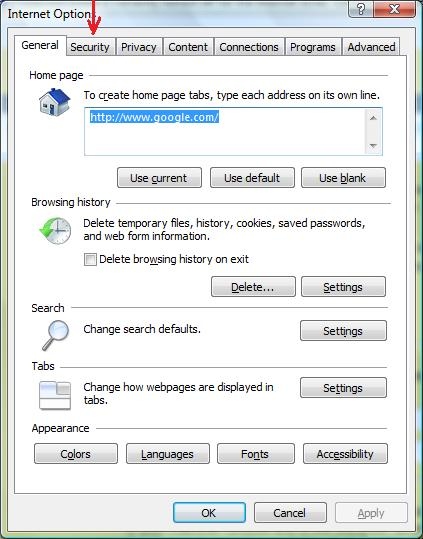 Internet Options
General Security Privacy Content Connections Programs Advanced
Home page
To create home page tabs, type each address on its own line.
http://www.google.com/
Use current Use default Use blank
Browsing history
Delete temporary files, history, cookies, saved passwords,
and web form information.
Delete browsing history on exit
Delete... Settings
Search
Change search defaults.
Settings
Tabs
Change how webpages are displayed in
tabs.
Settings
Appearance
Colors Languages Fonts Accessibility
OK Cancel Apply